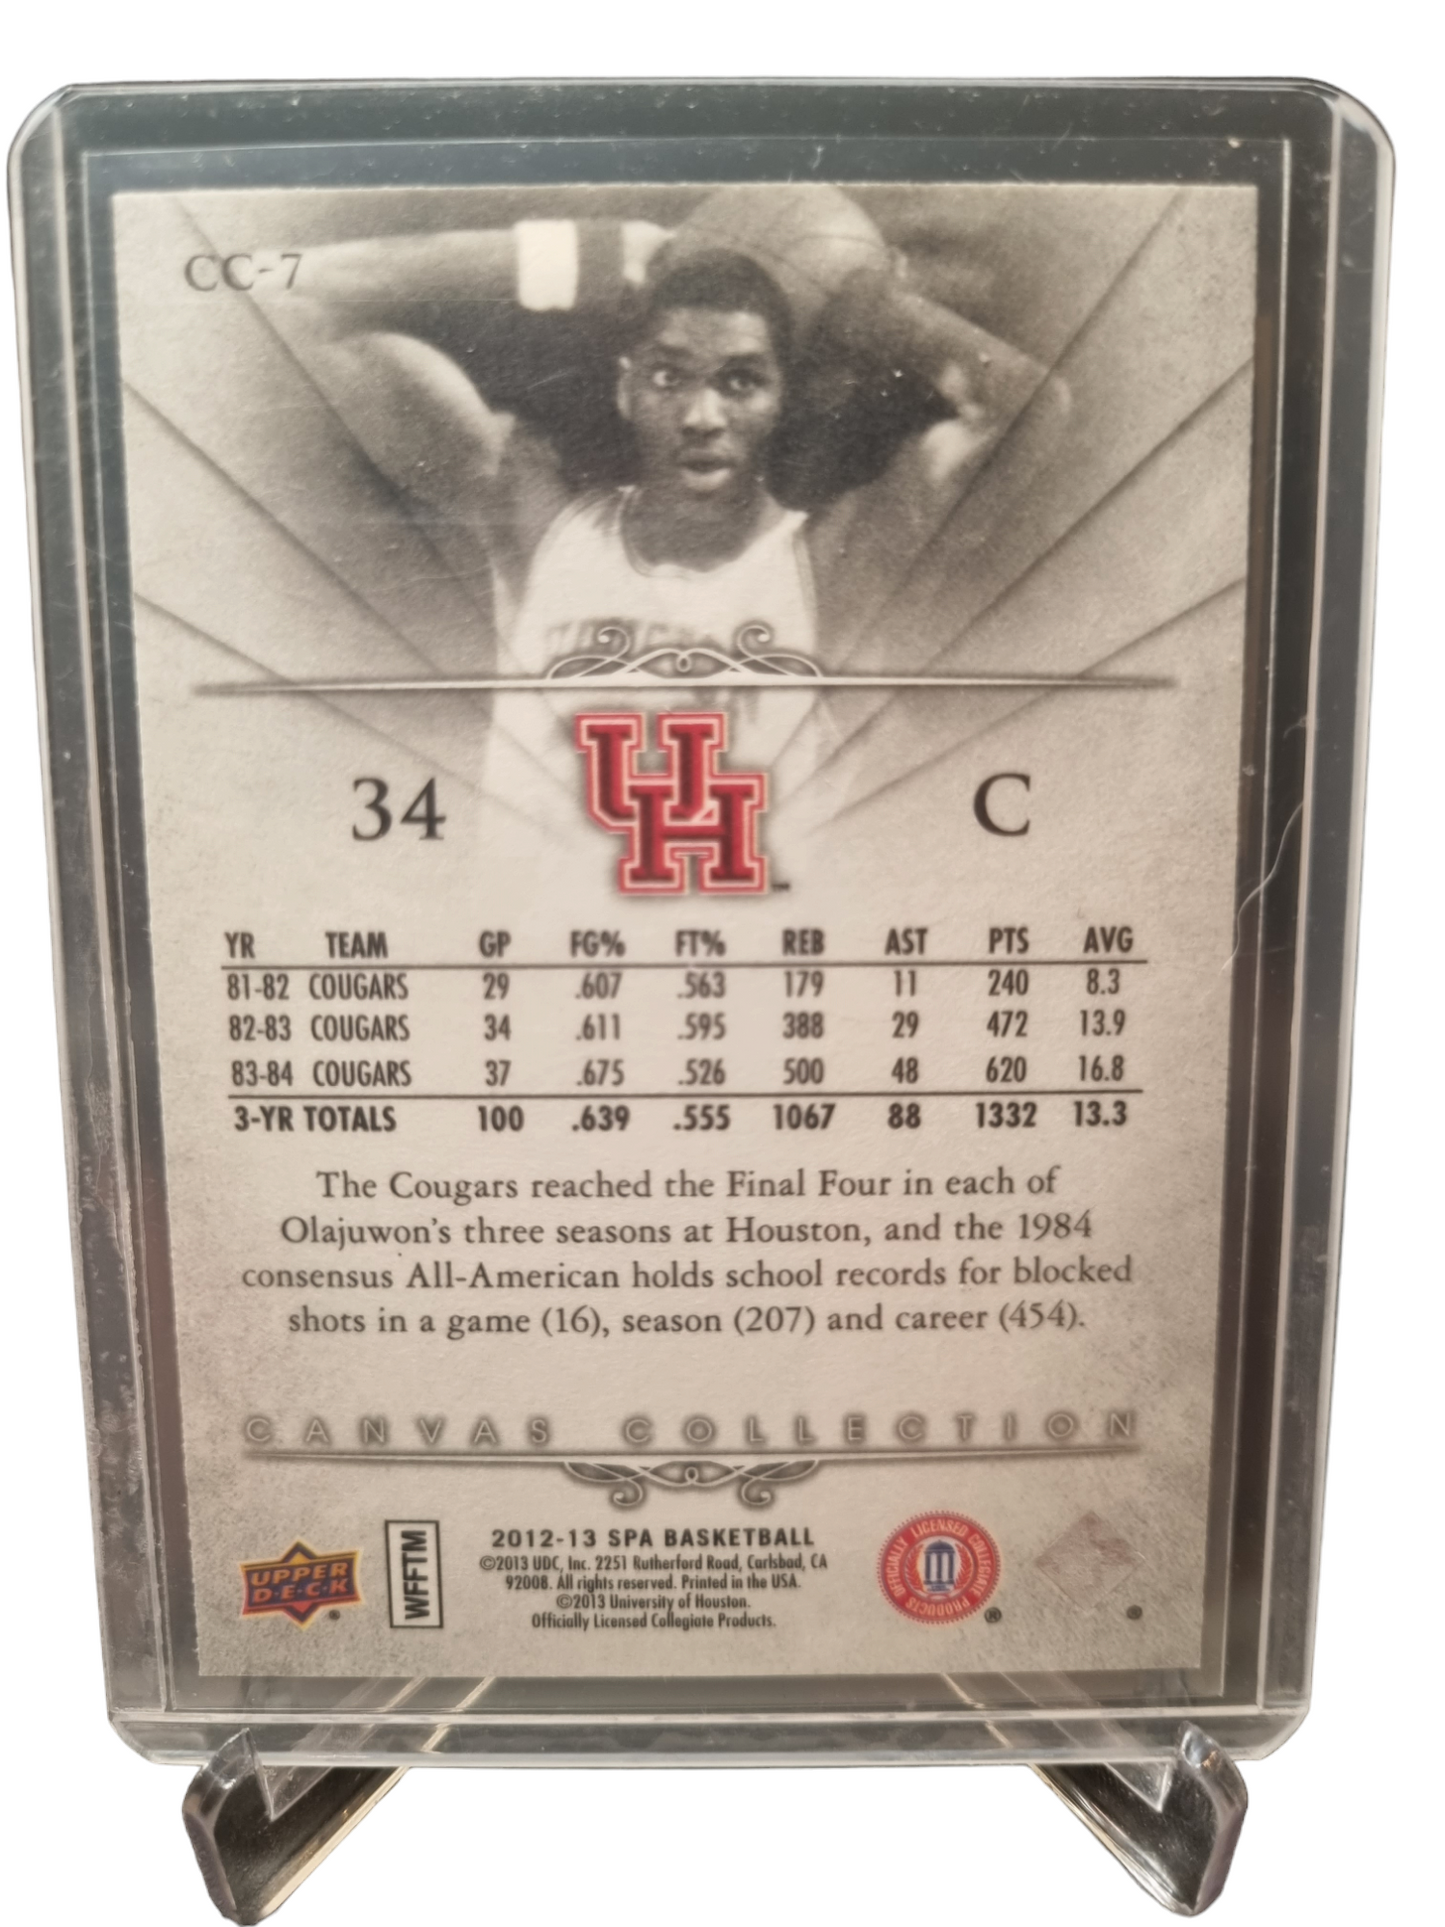 CC-7
34 UH C
YR TEAM GP FG% FT% REB AST PTS AVG
81-82 COUGARS 29 .607 .563 179 11 240 8.3
82-83 COUGARS 34 .611 .595 388 29 472 13.9
83-84 COUGARS 37 .675 .526 500 48 620 16.8
3-YR TOTALS 100 .639 .555 1067 88 1332 13.3
The Cougars reached the Final Four in each of
Olajuwon's three seasons at Houston, and the 1984
consensus All-American holds school records for blocked
shots in a game (16), season (207) and career (454).
CANVAS COLLECTION
UPPER
DECK
®
WFFTM
2012-13 SPA BASKETBALL
©2013 UDC, Inc. 2251 Rutherford Road, Carlsbad, CA
92008. All rights reserved. Printed in the USA.
©2013 University of Houston.
Officially Licensed Collegiate Products.
OFFICIALLY LICENSED COLLEGIATE PRODUCTS
®